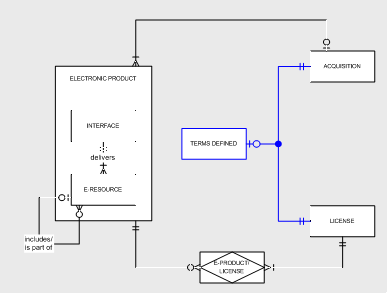 ELECTRONIC PRODUCT
ACQUISITION
INTERFACE
TERMS DEFINED
delivers
E-RESOURCE
LICENSE
includes/
is part of
E-PRODUCT/
LICENSE